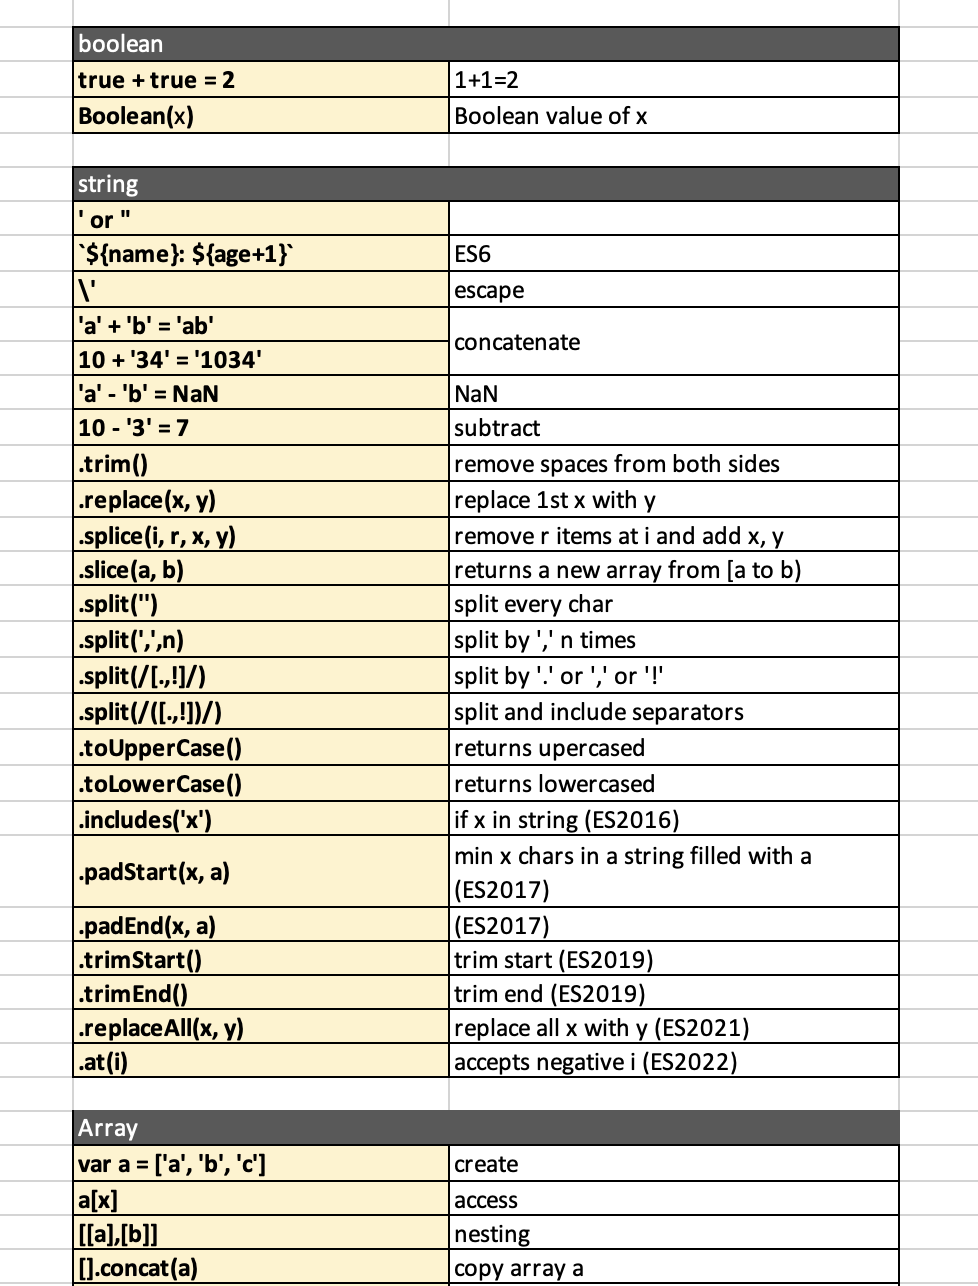 boolean
true + true = 2
1+1=2
Boolean(x)
Boolean value of x
string
' or "
`${name}: ${age+1}`
ES6
\'
escape
'a' + 'b' = 'ab'
10 + '34' = '1034'
concatenate
'a' - 'b' = NaN
NaN
10 - '3' = 7
subtract
.trim()
remove spaces from both sides
.replace(x, y)
replace 1st x with y
.splice(i, r, x, y)
remove r items at i and add x, y
.slice(a, b)
returns a new array from [a to b)
.split('')
split every char
.split(',',n)
split by ',' n times
.split(/[.,!]/)
split by '.' or ',' or '!'
.split(/([.,!])/)
split and include separators
.toUpperCase()
returns upercased
.toLowerCase()
returns lowercased
.includes('x')
if x in string (ES2016)
.padStart(x, a)
min x chars in a string filled with a
(ES2017)
.padEnd(x, a)
(ES2017)
.trimStart()
trim start (ES2019)
.trimEnd()
trim end (ES2019)
.replaceAll(x, y)
replace all x with y (ES2021)
.at(i)
accepts negative i (ES2022)
Array
var a = ['a', 'b', 'c']
create
a[x]
access
[[a],[b]]
nesting
[].concat(a)
copy array a